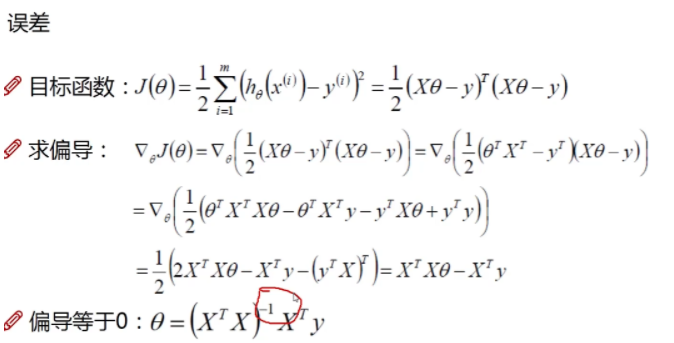 误差
目标函数：J(θ)=1/2 ∑_{i=1}^{m} (h_θ(x^{(i)})−y^{(i)})^2 = 1/2 (Xθ−y)^T (Xθ−y)
求偏导： ∇_θ J(θ)=∇_θ(1/2 (Xθ−y)^T (Xθ−y))=∇_θ(1/2 (θ^T X^T −y^T)(Xθ−y))
=∇_θ(1/2 (θ^T X^T Xθ−θ^T X^T y−y^T Xθ+y^T y))
=1/2 (2X^T Xθ−X^T y−(y^T X)^T)=X^T Xθ−X^T y
偏导等于0：θ=(X^T X)^{-1} X^T y